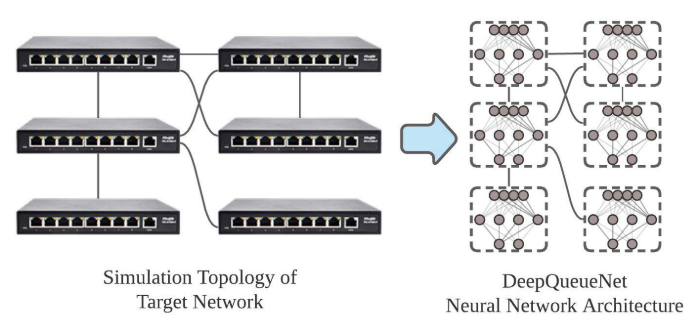 Simulation Topology of
Target Network
DeepQueueNet
Neural Network Architecture